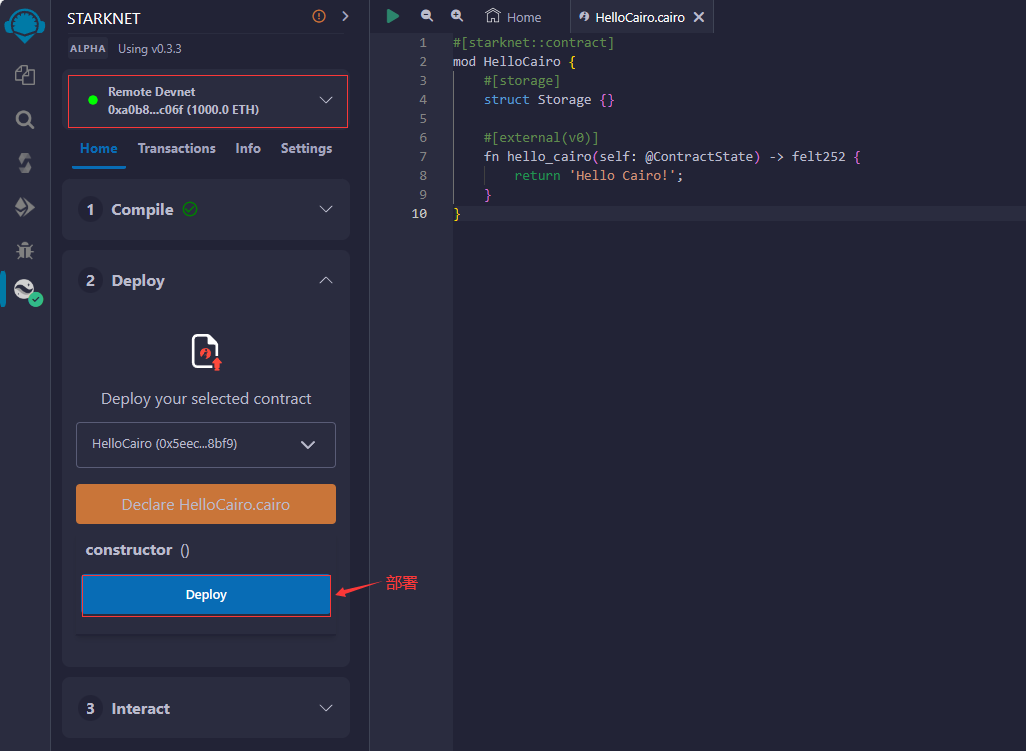 STARKNET
ALPHA Using v0.3.3
Remote Devnet
0xa0b8...c06f (1000.0 ETH)
Home Transactions Info Settings
1 Compile
2 Deploy
Deploy your selected contract
HelloCairo (0x5eec...8bf9)
Declare HelloCairo.cairo
constructor ()
Deploy
部署
3 Interact
Home HelloCairo.cairo
1 #[starknet::contract]
2 mod HelloCairo {
3 #[storage]
4 struct Storage {}
5
6 #[external(v0)]
7 fn hello_cairo(self: @ContractState) -> felt252 {
8 return 'Hello Cairo!';
9 }
10 }